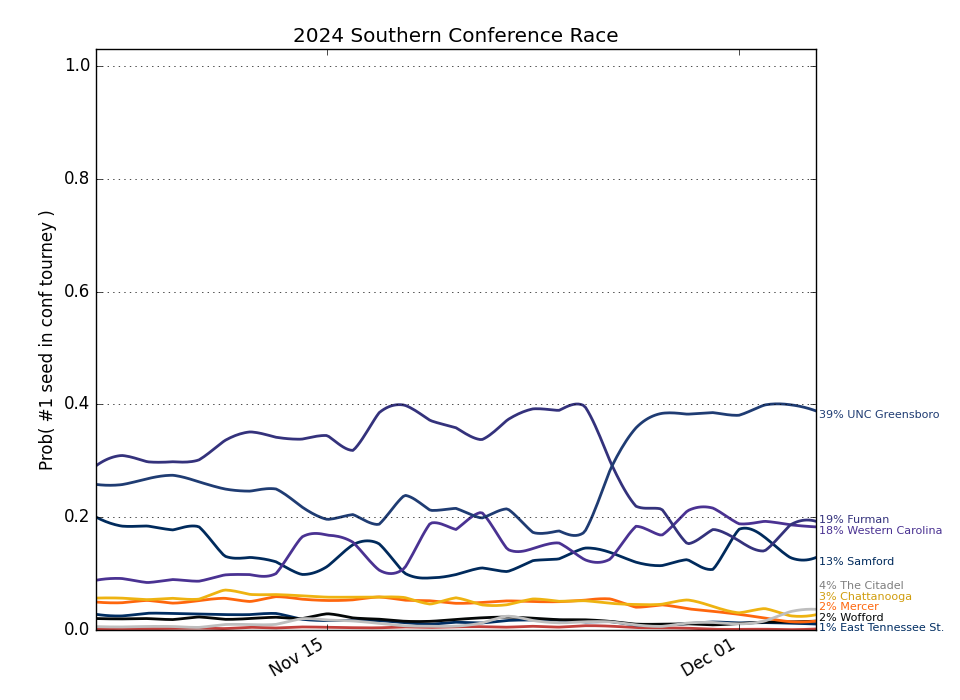 2024 Southern Conference Race
Prob( #1 seed in conf tourney )
1.0
0.8
0.6
0.4
0.2
0.0
Nov 15
Dec 01
39% UNC Greensboro
19% Furman
18% Western Carolina
13% Samford
4% The Citadel
3% Chattanooga
2% Mercer
2% Wofford
1% East Tennessee St.